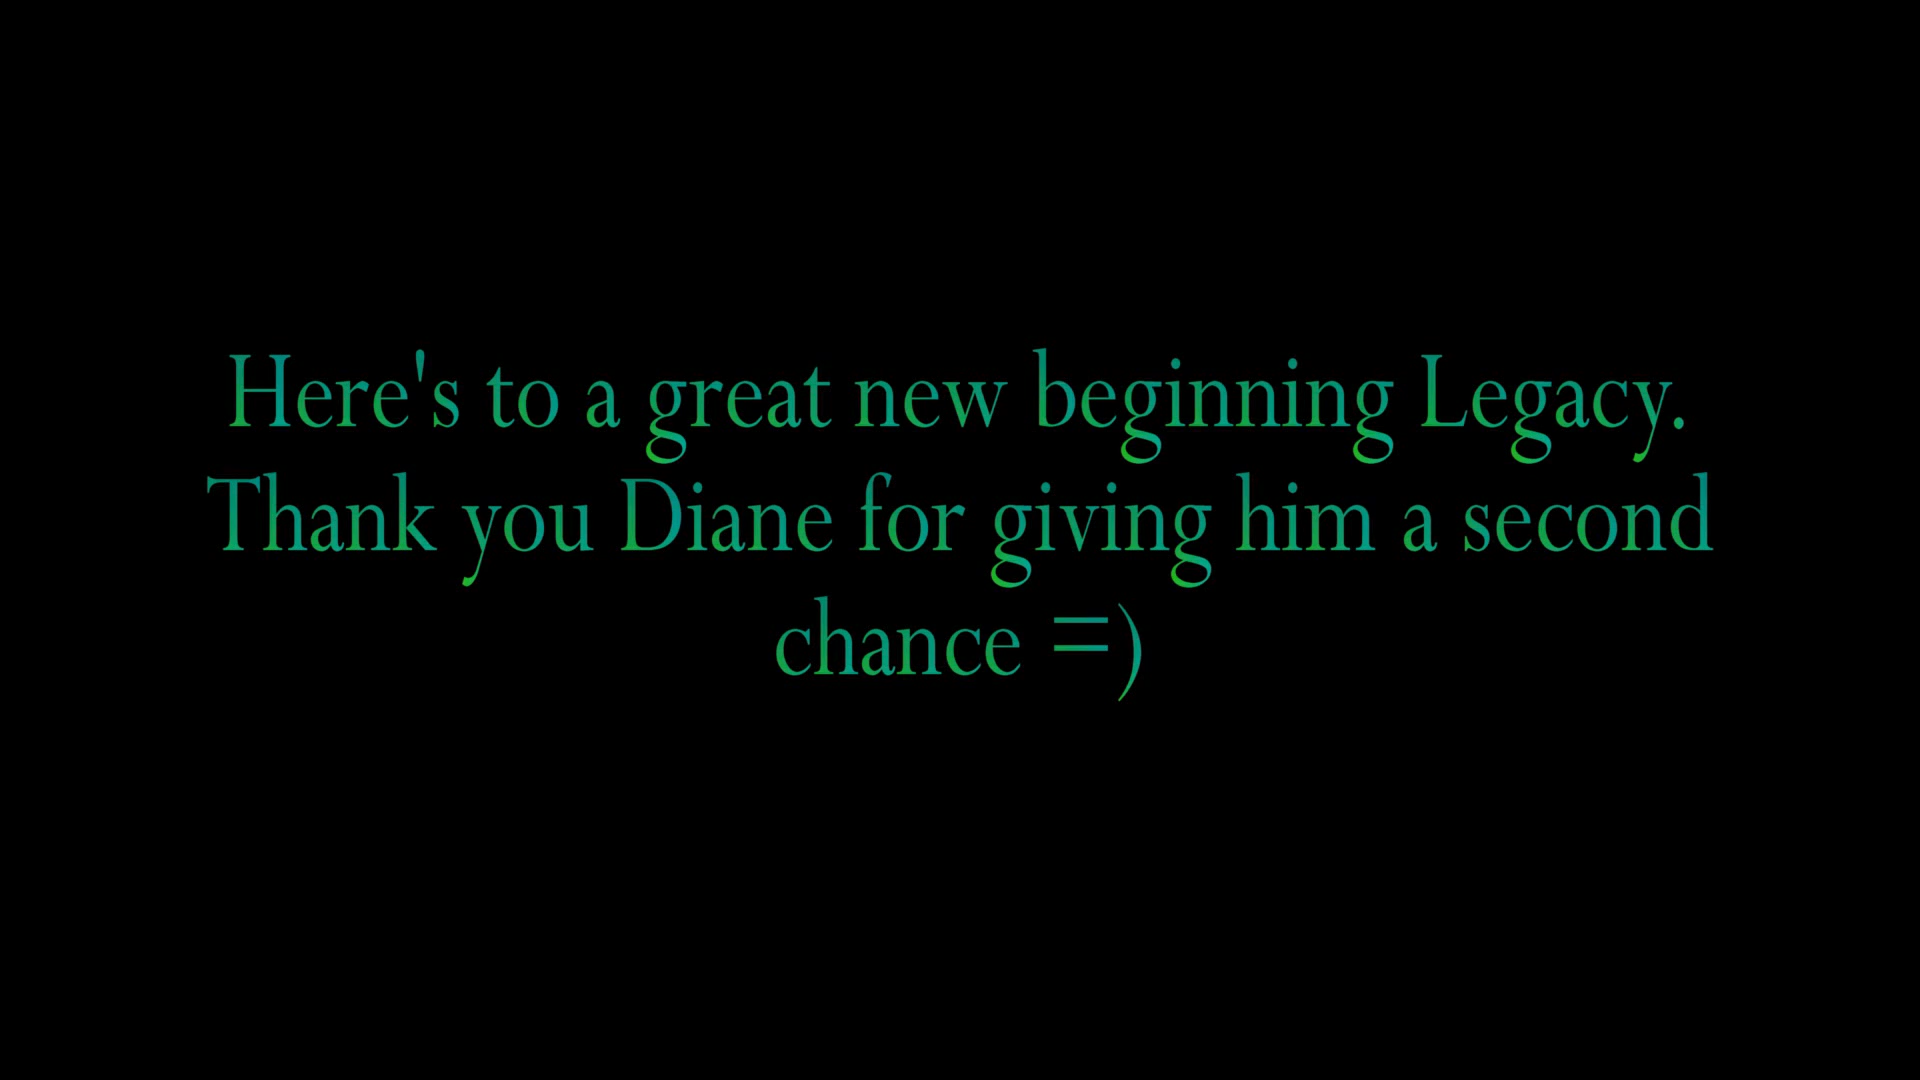 Here's to a great new beginning Legacy.
Thank you Diane for giving him a second
chance =)